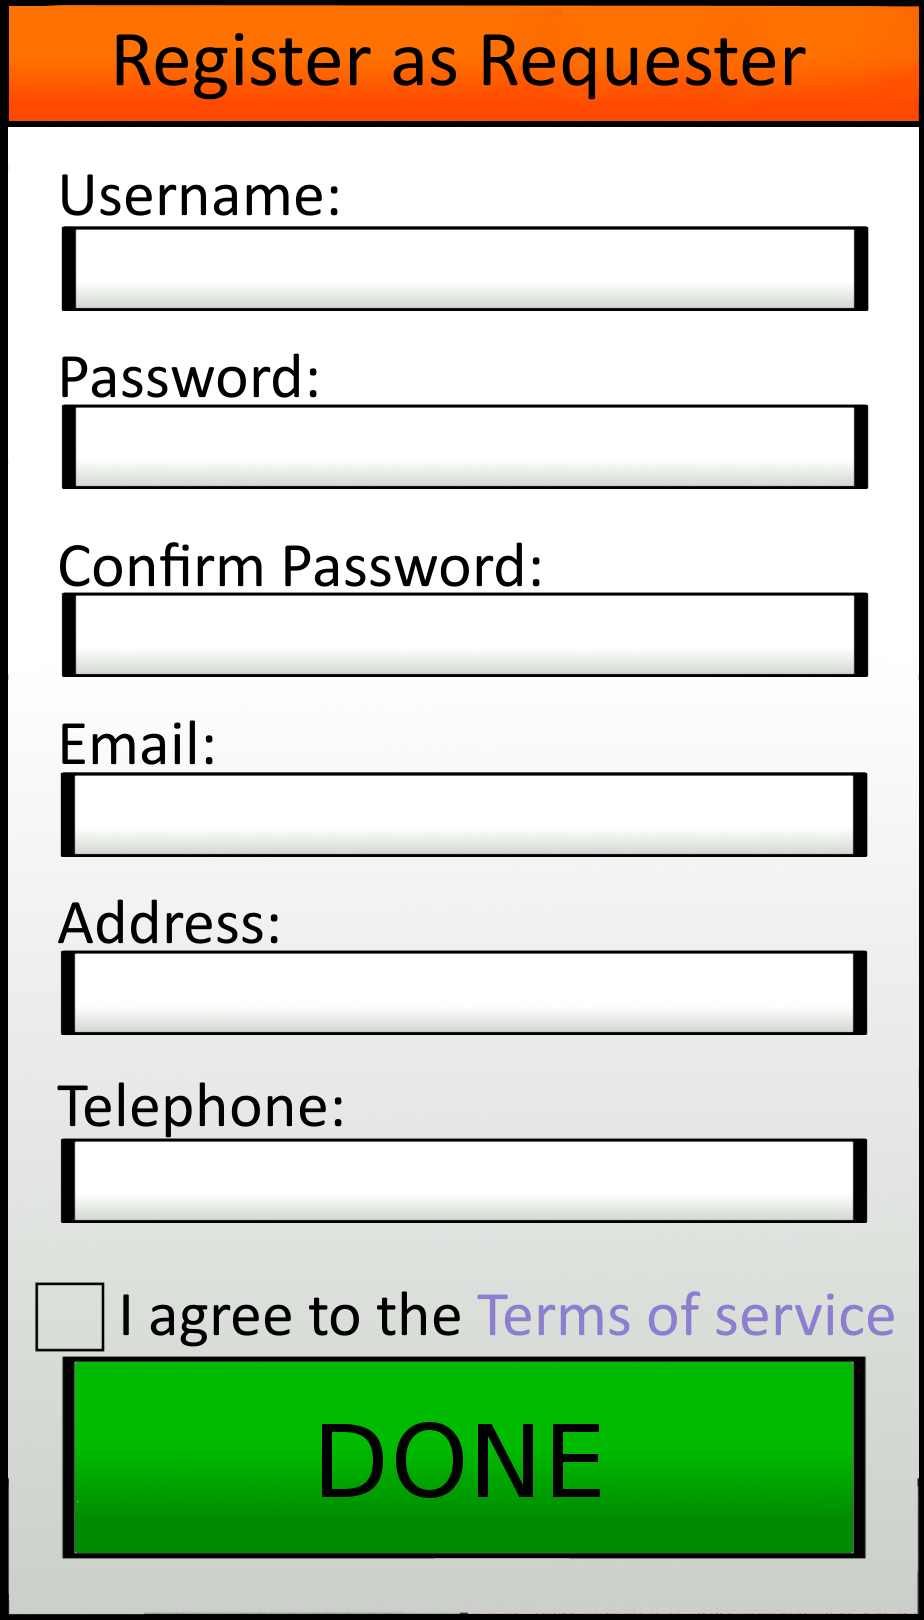 Register as Requester
Username:
Password:
Confirm Password:
Email:
Address:
Telephone:
I agree to the Terms of service
DONE